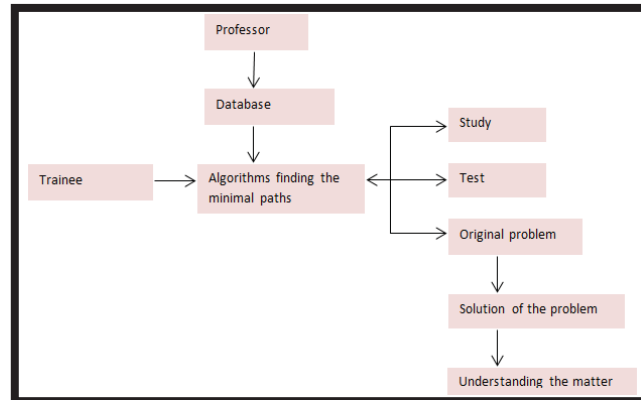 Professor
Database
Study
Trainee
Algorithms finding the
minimal paths
Test
Original problem
Solution of the problem
Understanding the matter